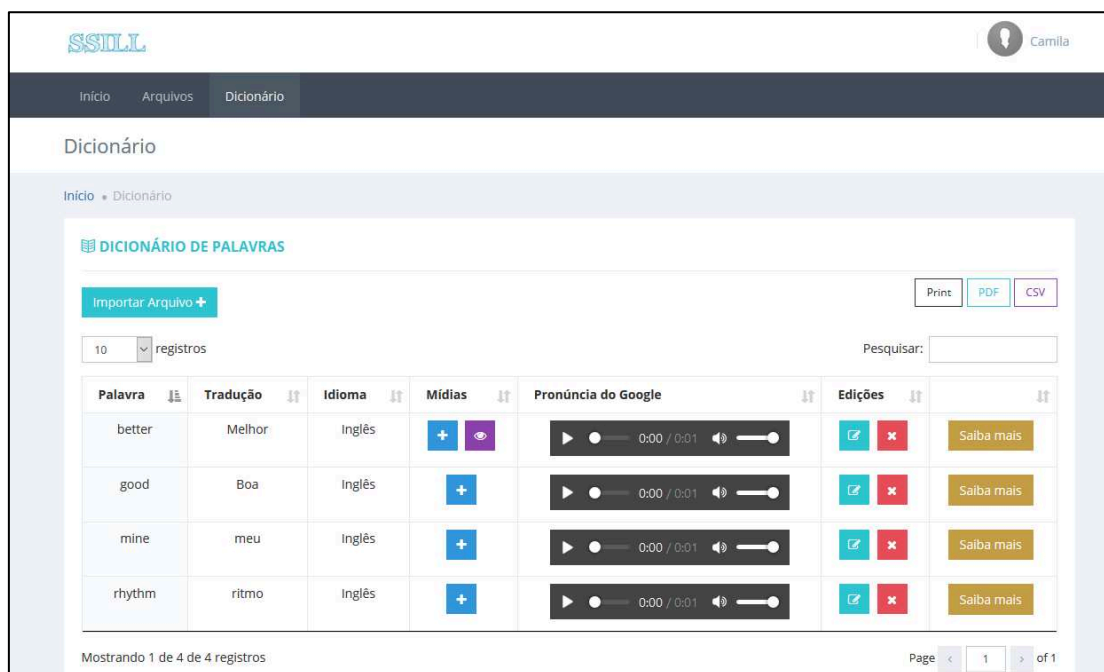 SSILL
Camila
Início Arquivos Dicionário
Dicionário
Início • Dicionário
DICIONÁRIO DE PALAVRAS
Importar Arquivo +
Print PDF CSV
10 registros
Pesquisar:
Palavra Tradução Idioma Mídias Pronúncia do Google Edições
better Melhor Inglês 0:00 / 0:01 Saiba mais
good Boa Inglês 0:00 / 0:01 Saiba mais
mine meu Inglês 0:00 / 0:01 Saiba mais
rhythm ritmo Inglês 0:00 / 0:01 Saiba mais
Mostrando 1 de 4 de 4 registros
Page < 1 > of 1